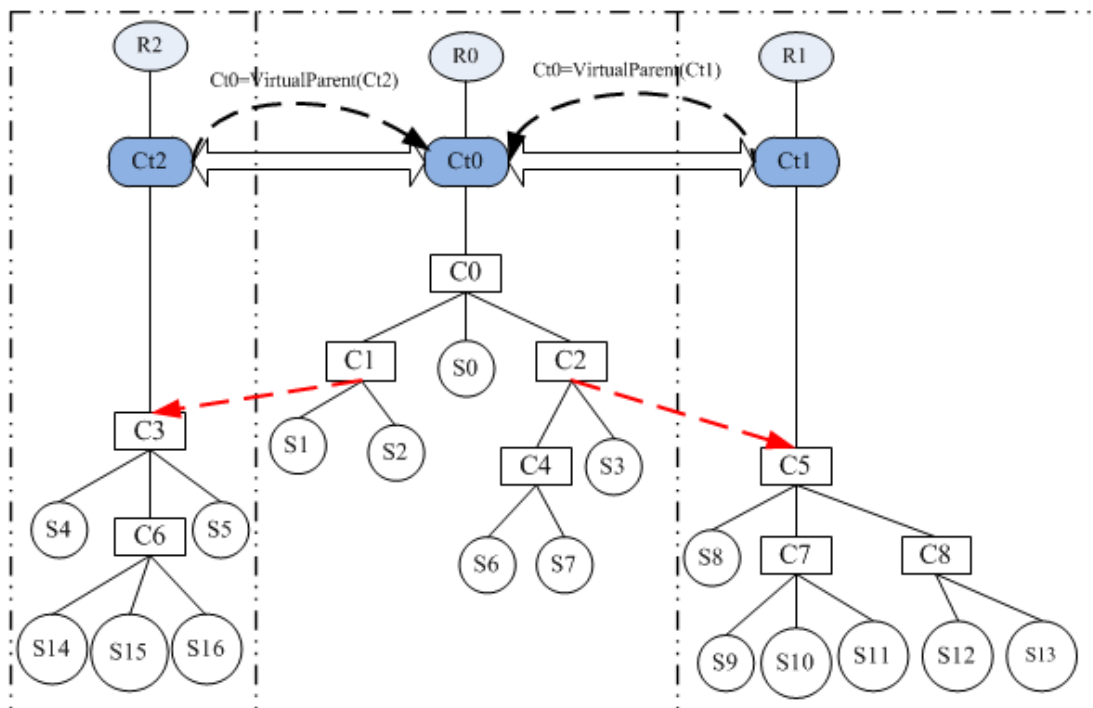 R2
R0
R1
Ct0=VirtualParent(Ct2)
Ct0=VirtualParent(Ct1)
Ct2
Ct0
Ct1
C0
C1
S0
C2
C3
S1
S2
C4
S3
C5
S4
C6
S5
S6
S7
S8
C7
C8
S14
S15
S16
S9
S10
S11
S12
S13